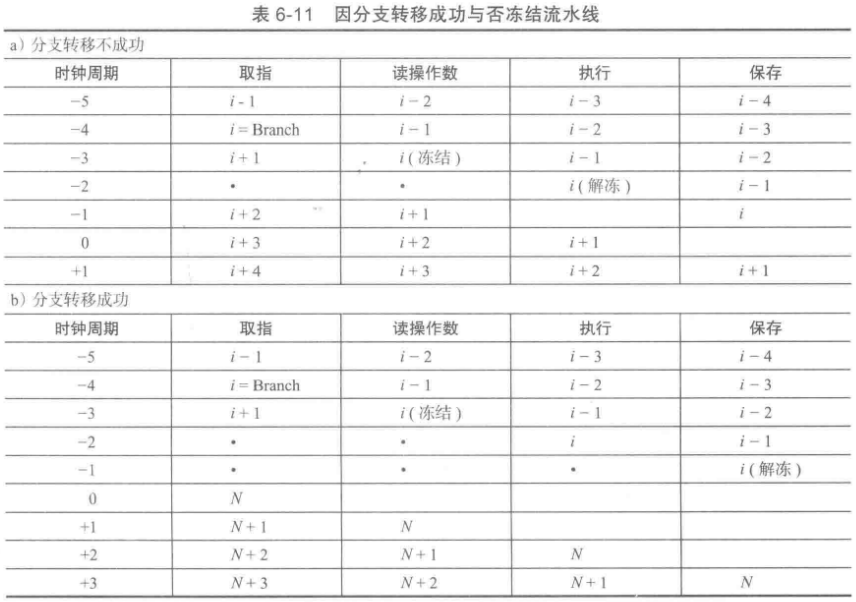 表 6-11 因分支转移成功与否冻结流水线
a）分支转移不成功
时钟周期 取指 读操作数 执行 保存
−5 i - 1 i − 2 i − 3 i − 4
−4 i = Branch i − 1 i − 2 i − 3
−3 i + 1 i（冻结） i − 1 i − 2
−2 • • i（解冻） i − 1
−1 i + 2 i + 1 i
0 i + 3 i + 2 i + 1
+1 i + 4 i + 3 i + 2 i + 1
b）分支转移成功
时钟周期 取指 读操作数 执行 保存
−5 i − 1 i − 2 i − 3 i − 4
−4 i = Branch i − 1 i − 2 i − 3
−3 i + 1 i（冻结） i − 1 i − 2
−2 • • i i − 1
−1 • • • i（解冻）
0 N
+1 N + 1 N
+2 N + 2 N + 1 N
+3 N + 3 N + 2 N + 1 N